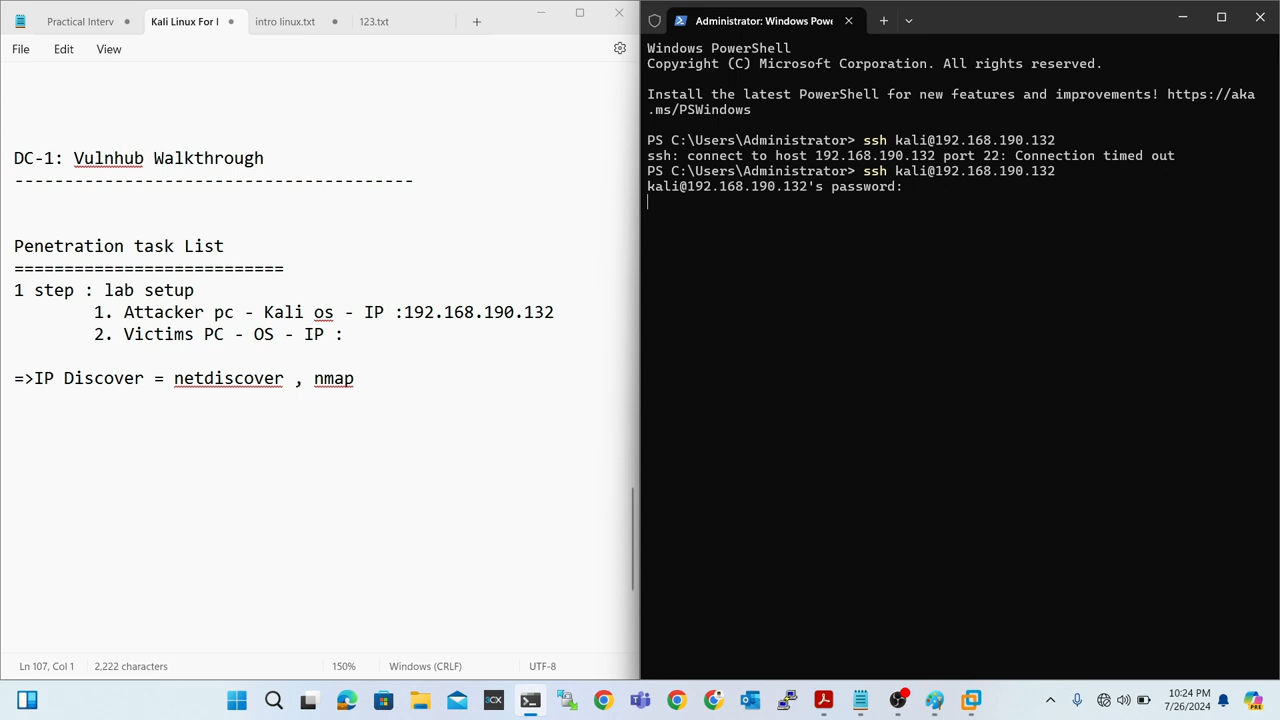 Practical Interv
Kali Linux For I
intro linux.txt
123.txt
File
Edit
View
DC-1: Vulnhub Walkthrough
----------------------------------------
Penetration task List
===========================
1 step : lab setup
1. Attacker pc - Kali os - IP :192.168.190.132
2. Victims PC - OS - IP :
=>IP Discover = netdiscover , nmap
Ln 107, Col 1
2,222 characters
150%
Windows (CRLF)
UTF-8
Administrator: Windows Powe
Windows PowerShell
Copyright (C) Microsoft Corporation. All rights reserved.
Install the latest PowerShell for new features and improvements! https://aka
.ms/PSWindows
PS C:\Users\Administrator> ssh kali@192.168.190.132
ssh: connect to host 192.168.190.132 port 22: Connection timed out
PS C:\Users\Administrator> ssh kali@192.168.190.132
kali@192.168.190.132's password:
3CX
10:24 PM
7/26/2024
PRE